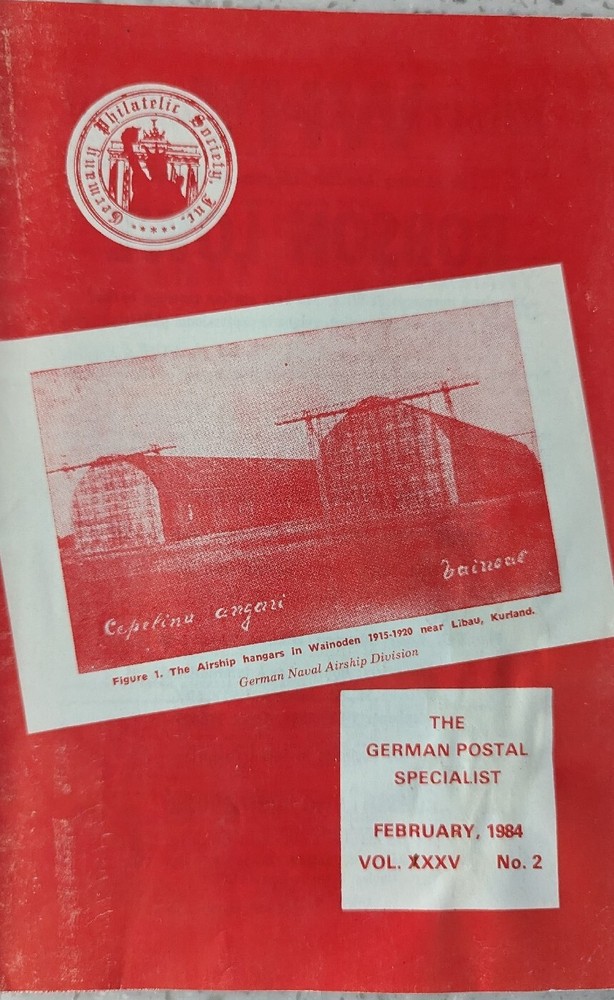 Germany Philatelic Society, Inc.
*****
Cepelinu angari
Vainodē
Figure 1. The Airship hangars in Wainoden 1915-1920 near Libau, Kurland.
German Naval Airship Division
THE
GERMAN POSTAL
SPECIALIST
FEBRUARY, 1984
VOL. XXXV No. 2